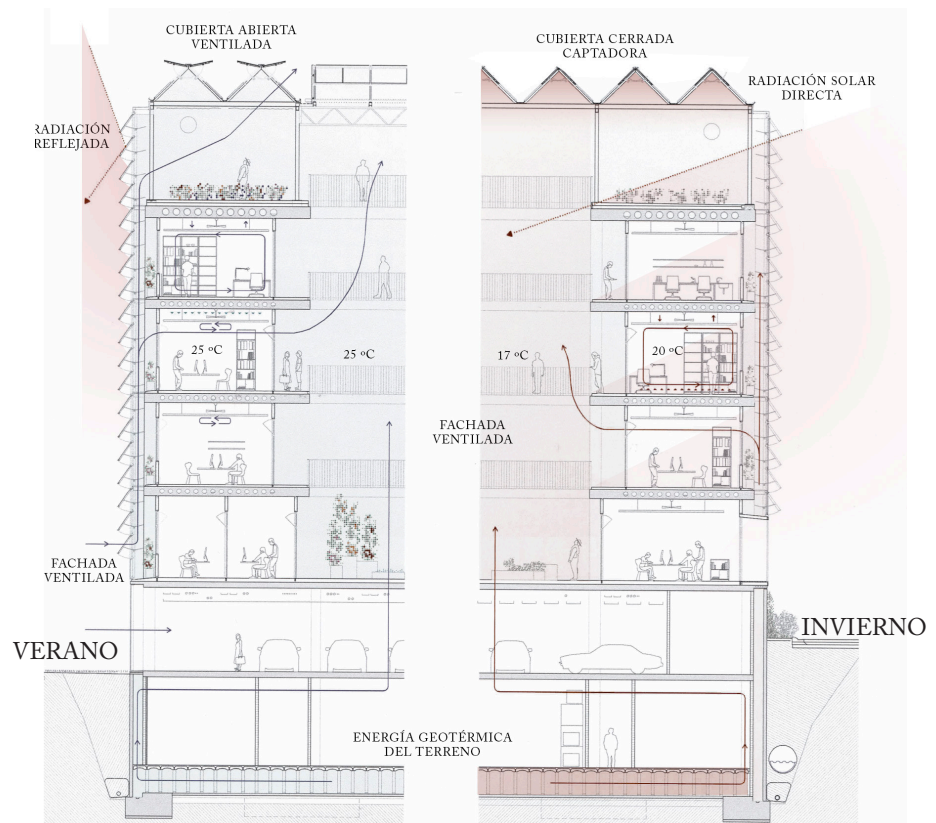 CUBIERTA ABIERTA
VENTILADA
CUBIERTA CERRADA
CAPTADORA
RADIACIÓN SOLAR
DIRECTA
RADIACIÓN
REFLEJADA
25 ºC
25 ºC
17 ºC
20 ºC
FACHADA
VENTILADA
FACHADA
VENTILADA
VERANO
INVIERNO
ENERGÍA GEOTÉRMICA
DEL TERRENO